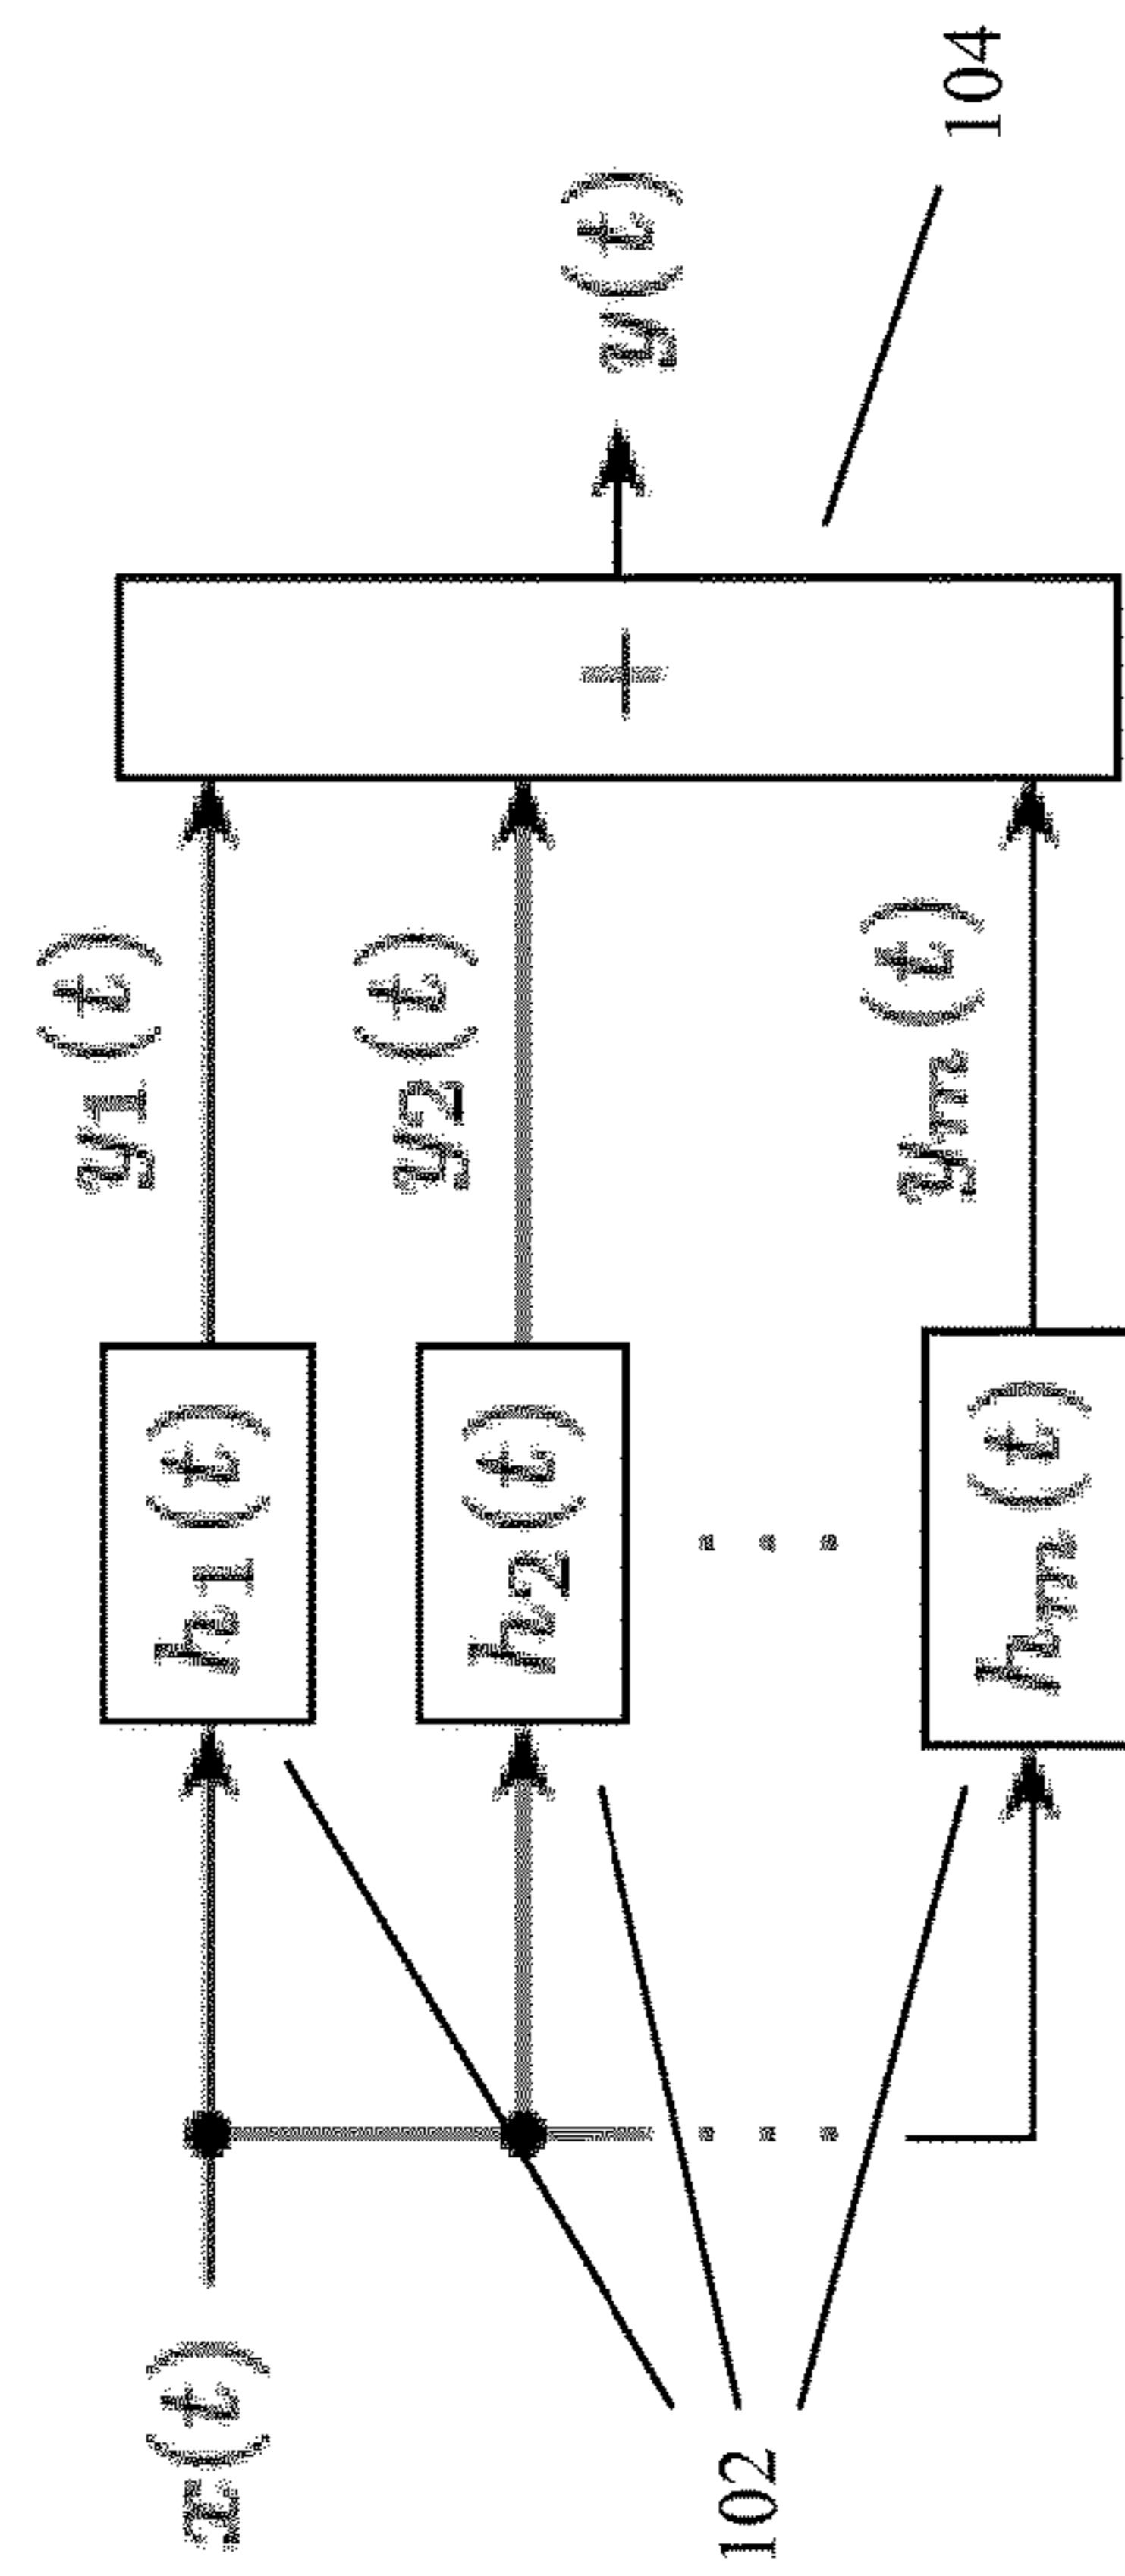 x(t)
h₁(t)
y₁(t)
h₂(t)
y₂(t)
. . .
. . .
hₘ(t)
yₘ(t)
+
y(t)
102
104